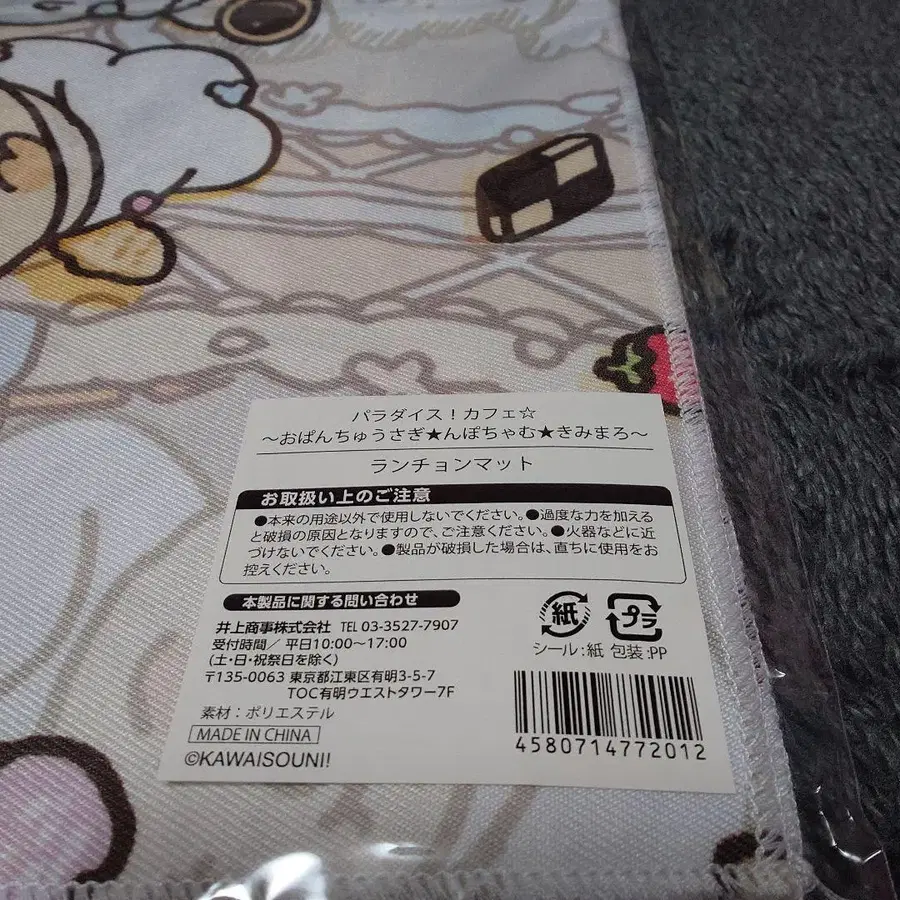 パラダイス！カフェ☆
〜おぱんちゅうさぎ★んぽちゃむ★きみまろ〜
ランチョンマット
お取扱い上のご注意
●本来の用途以外で使用しないでください。●過度な力を加える
と破損の原因となりますので、ご注意ください。●火器などに近
づけないでください。●製品が破損した場合は、直ちに使用をお
控えください。
本製品に関する問い合わせ
井上商事株式会社 TEL 03-3527-7907
受付時間／ 平日10:00〜17:00
(土・日・祝祭日を除く)
〒135-0063 東京都江東区有明3-5-7
TOC有明ウエストタワー7F
素材：ポリエステル
MADE IN CHINA
©KAWAISOUNI!
紙
プラ
シール:紙 包装:PP
4580714772012